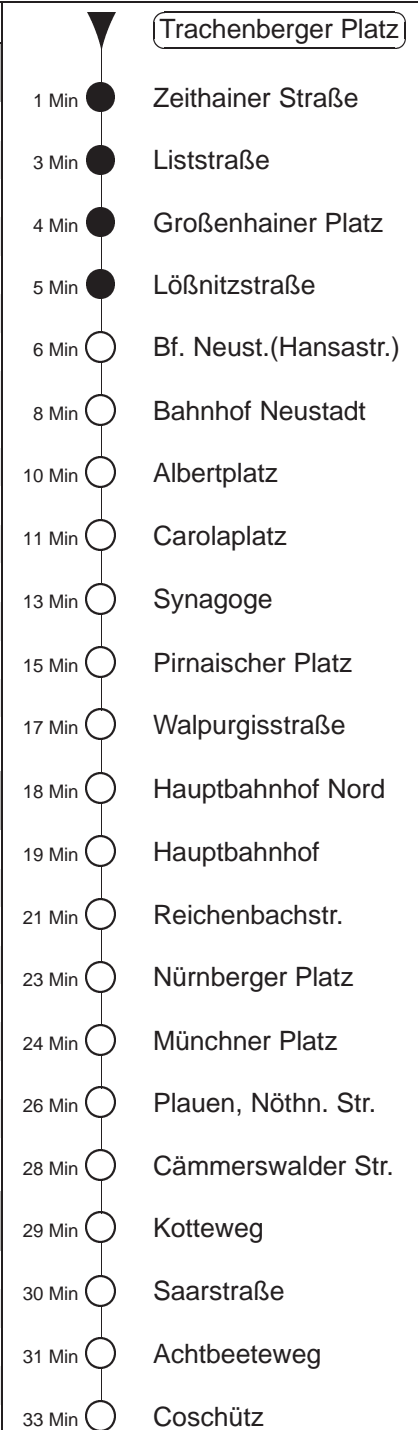 Trachenberger Platz
1 Min Zeithainer Straße
3 Min Liststraße
4 Min Großenhainer Platz
5 Min Lößnitzstraße
6 Min Bf. Neust.(Hansastr.)
8 Min Bahnhof Neustadt
10 Min Albertplatz
11 Min Carolaplatz
13 Min Synagoge
15 Min Pirnaischer Platz
17 Min Walpurgisstraße
18 Min Hauptbahnhof Nord
19 Min Hauptbahnhof
21 Min Reichenbachstr.
23 Min Nürnberger Platz
24 Min Münchner Platz
26 Min Plauen, Nöthn. Str.
28 Min Cämmerswalder Str.
29 Min Kotteweg
30 Min Saarstraße
31 Min Achtbeeteweg
33 Min Coschütz